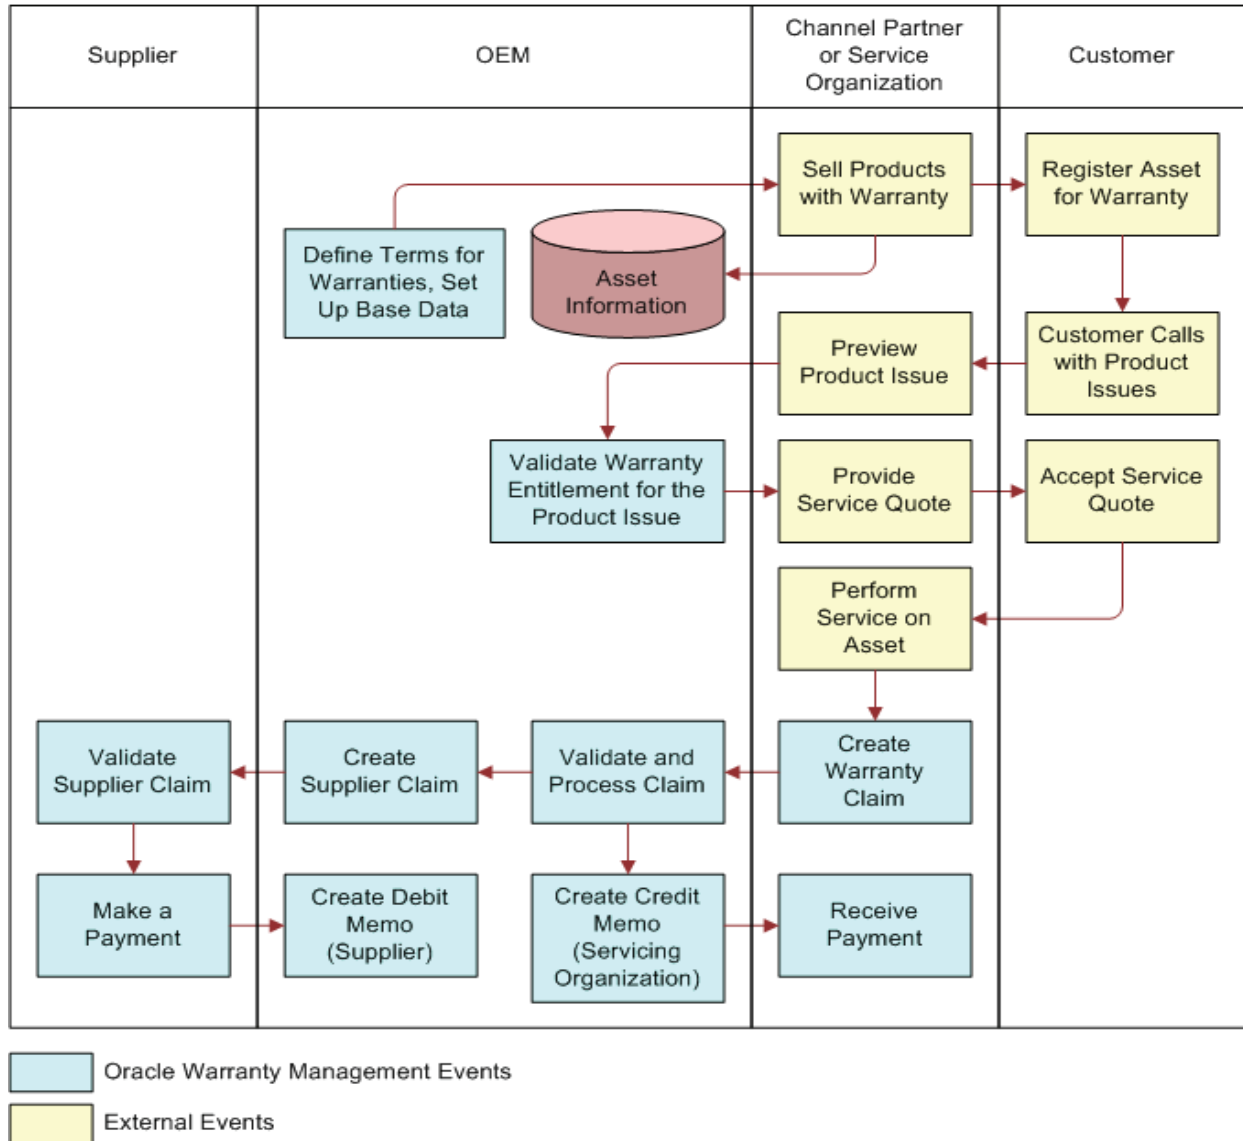 Supplier
OEM
Channel Partner
or Service
Organization
Customer
Sell Products
with Warranty
Register Asset
for Warranty
Define Terms for
Warranties, Set
Up Base Data
Asset
Information
Preview
Product Issue
Customer Calls
with Product
Issues
Validate Warranty
Entitlement for the
Product Issue
Provide
Service Quote
Accept Service
Quote
Perform
Service on
Asset
Validate
Supplier Claim
Create
Supplier Claim
Validate and
Process Claim
Create
Warranty
Claim
Make a
Payment
Create Debit
Memo
(Supplier)
Create Credit
Memo
(Servicing
Organization)
Receive
Payment
Oracle Warranty Management Events
External Events